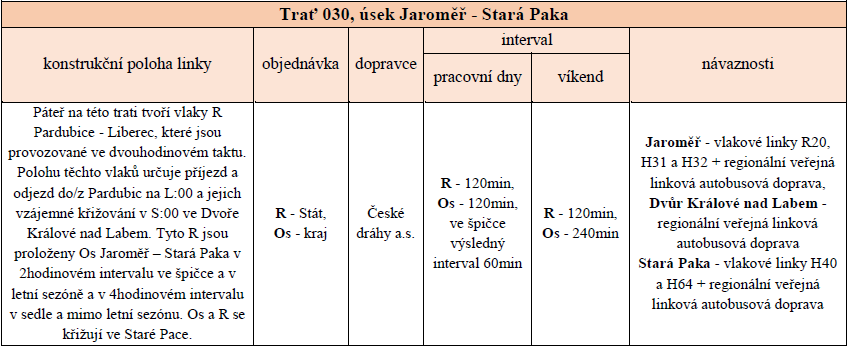 Trať 030, úsek Jaroměř - Stará Paka
konstrukční poloha linky
objednávka
dopravce
interval
pracovní dny
víkend
návaznosti
Páteř na této trati tvoří vlaky R
Pardubice - Liberec, které jsou
provozované ve dvouhodinovém taktu.
Polohu těchto vlaků určuje příjezd a
odjezd do/z Pardubic na L:00 a jejich
vzájemné křižování v S:00 ve Dvoře
Králové nad Labem. Tyto R jsou
proloženy Os Jaroměř – Stará Paka v
2hodinovém intervalu ve špičce a v
letní sezóně a v 4hodinovém intervalu
v sedle a mimo letní sezónu. Os a R se
křižují ve Staré Pace.
R - Stát,
Os - kraj
České
dráhy a.s.
R - 120min,
Os - 120min,
ve špičce
výsledný
interval 60min
R - 120min,
Os - 240min
Jaroměř - vlakové linky R20,
H31 a H32 + regionální veřejná
linková autobusová doprava,
Dvůr Králové nad Labem -
regionální veřejná linková
autobusová doprava
Stará Paka - vlakové linky H40
a H64 + regionální veřejná
linková autobusová doprava